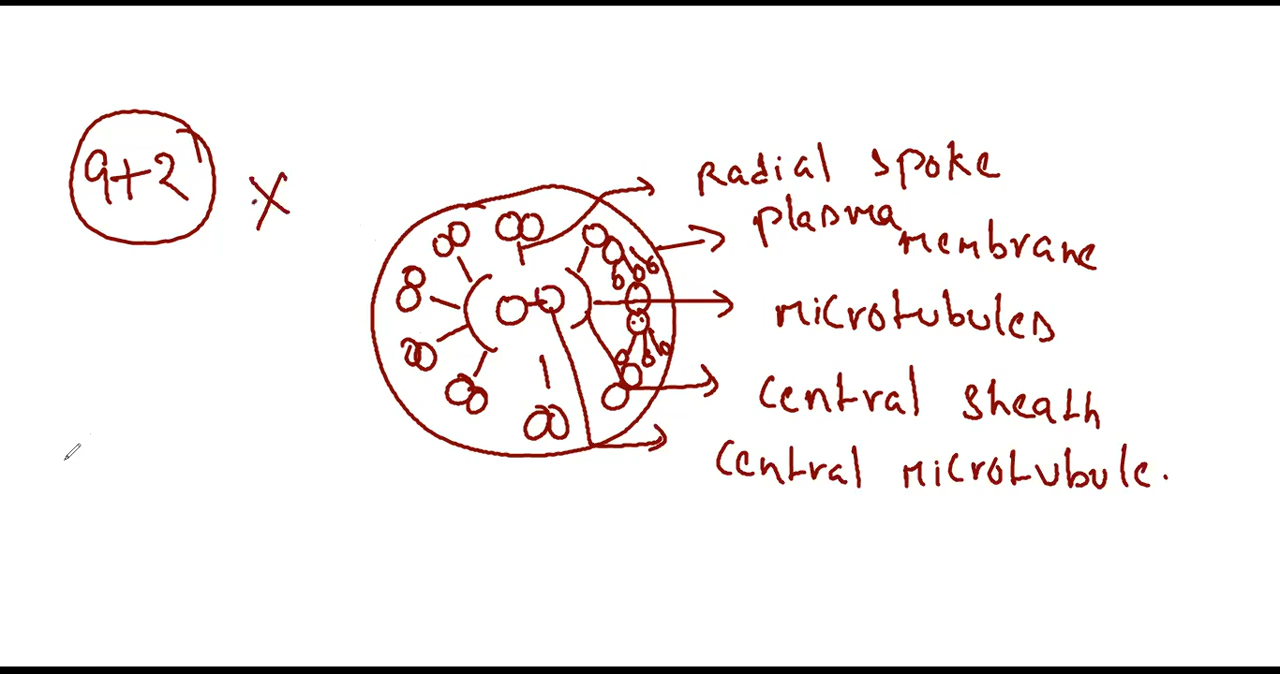 9+2
X
Radial spoke
plasma membrane
microtubules
central sheath
central microtubule.